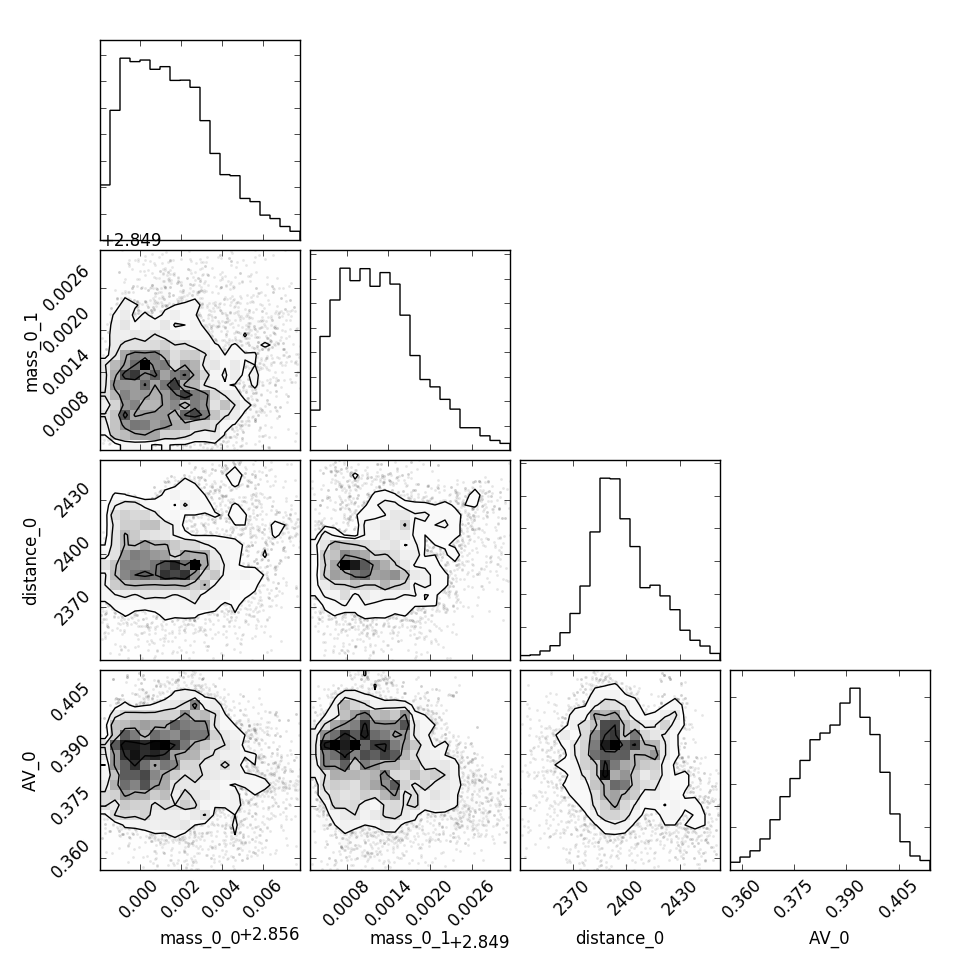 +2.849
mass_0_1
0.0026
0.0020
0.0014
0.0008
distance_0
2430
2400
2370
AV_0
0.405
0.390
0.375
0.360
0.000 0.002 0.004 0.006
0.0008 0.0014 0.0020 0.0026
2370 2400 2430
0.360 0.375 0.390 0.405
mass_0_0 +2.856
mass_0_1 +2.849
distance_0
AV_0